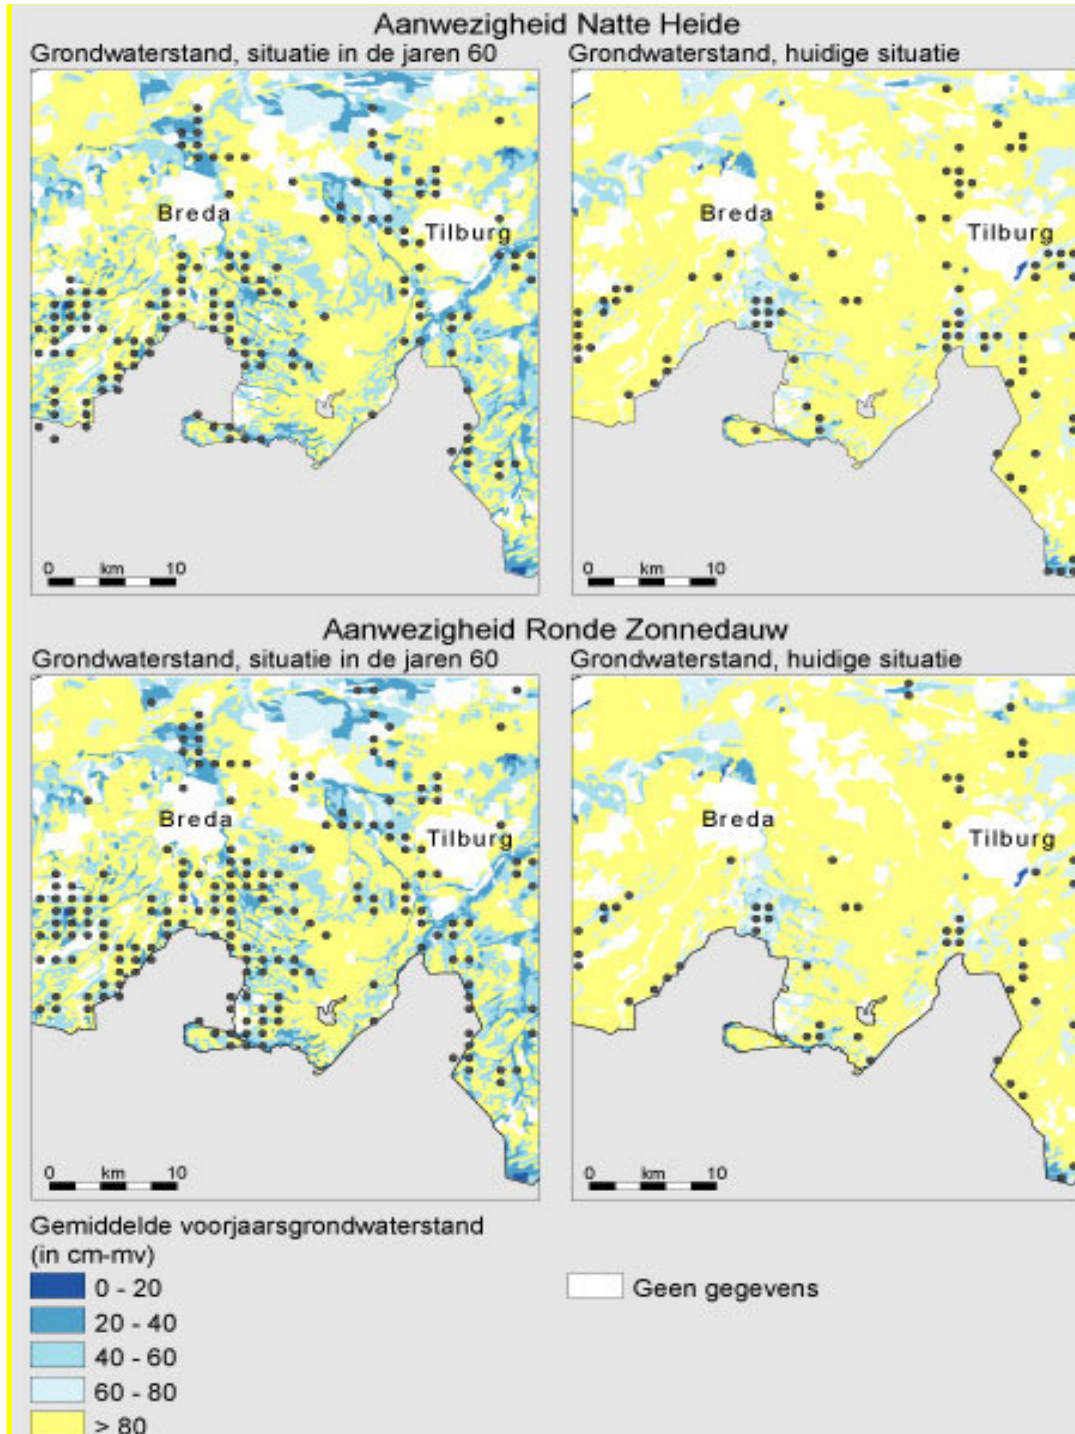 Aanwezigheid Natte Heide
Grondwaterstand, situatie in de jaren 60
Grondwaterstand, huidige situatie
Breda
Tilburg
0 km 10
Breda
Tilburg
0 km 10
Aanwezigheid Ronde Zonnedauw
Grondwaterstand, situatie in de jaren 60
Grondwaterstand, huidige situatie
Breda
Tilburg
0 km 10
Breda
Tilburg
0 km 10
Gemiddelde voorjaarsgrondwaterstand
(in cm-mv)
0 - 20
Geen gegevens
20 - 40
40 - 60
60 - 80
> 80